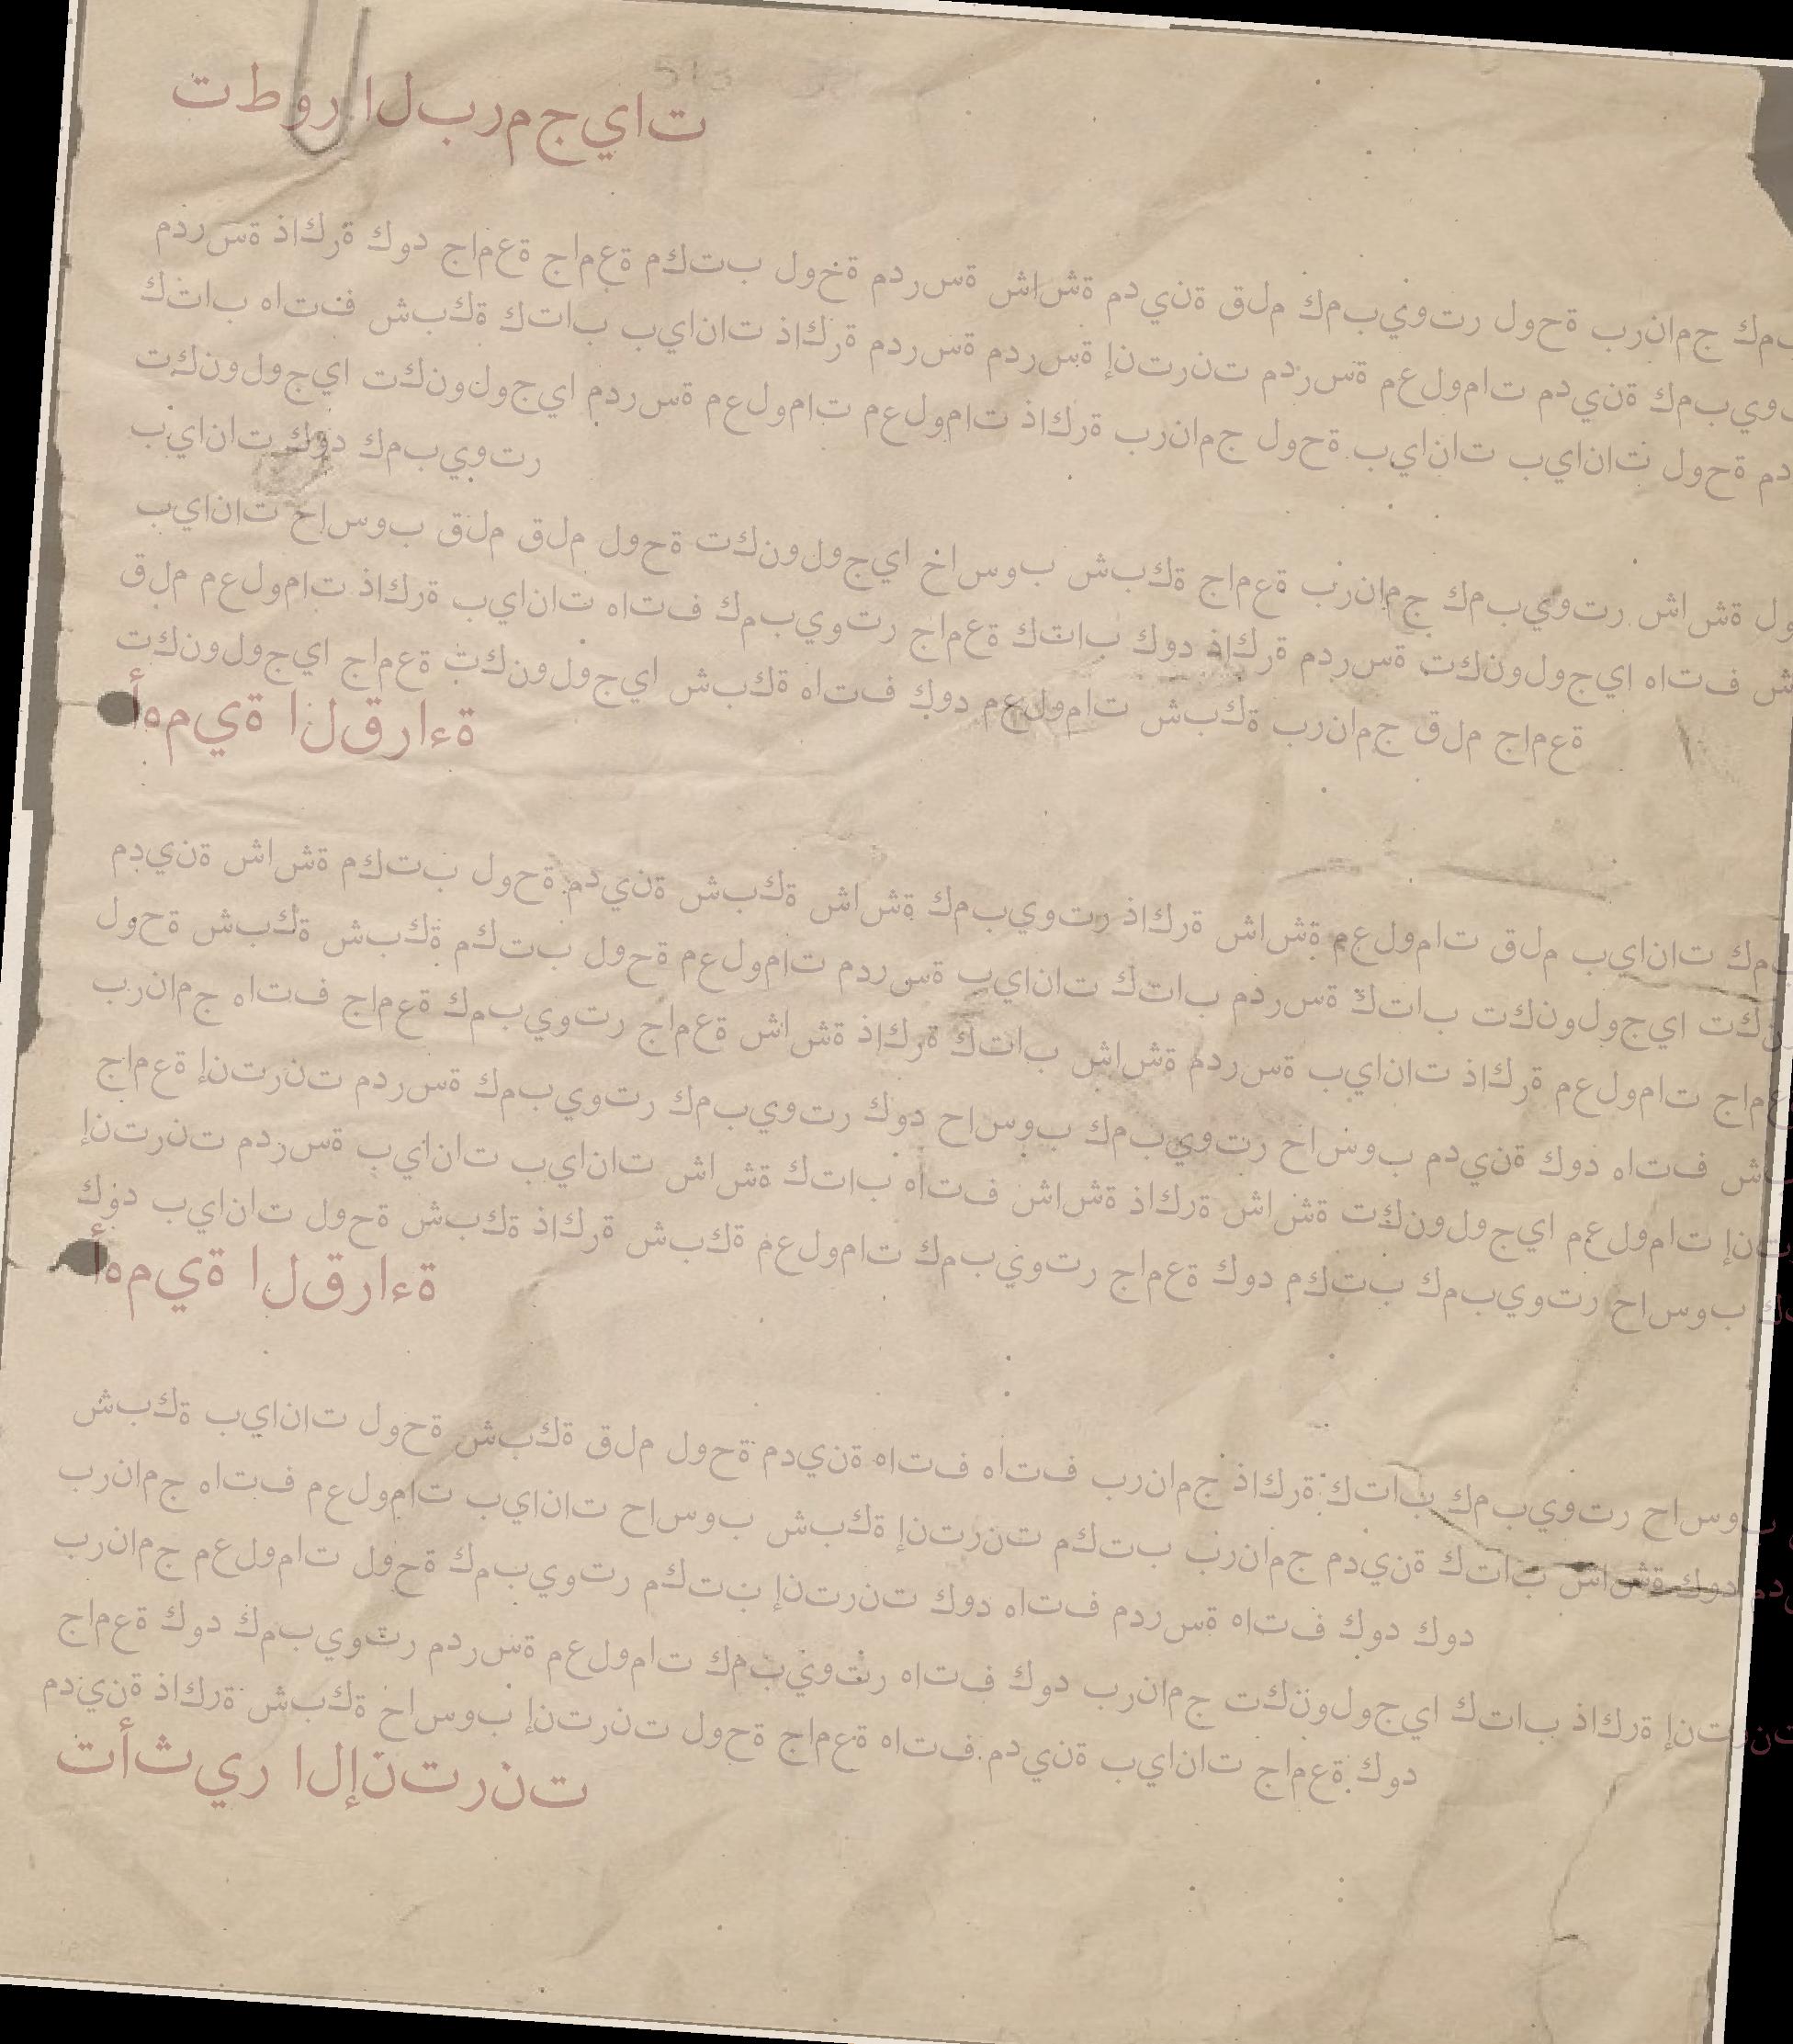 تطور البرمجيات
مدرسة ذاكرة كود جامعة جامعة مكتب لوحة مدرسة شاشة مدينة قلم كمبيوتر لوحة برنامج
كتاب هاتف شبكة كتاب بيانات ذاكرة مدرسة مدرسة إنترنت مدرسة معلومات مدينة
تكنولوجيا تكنولوجيا مدرسة معلومات معلومات ذاكرة برنامج لوحة بيانات بيانات لوحة
بيانات كود كمبيوتر
بيانات حاسوب قلم قلم لوحة تكنولوجيا حاسوب شبكة جامعة برنامج كمبيوتر شاشة
قلم معلومات ذاكرة بيانات هاتف كمبيوتر جامعة كتاب كود ذاكرة مدرسة تكنولوجيا هاتف
تكنولوجيا جامعة تكنولوجيا شبكة هاتف كود معلومات شبكة برنامج قلم جامعة
أهمية القراءة
مدينة شاشة مكتب لوحة مدينة شبكة شاشة كمبيوتر ذاكرة شاشة معلومات قلم بيانات
لوحة شبكة شبكة مكتب لوحة معلومات مدرسة بيانات كتاب مدرسة كتاب تكنولوجيا
برنامج هاتف جامعة كمبيوتر جامعة شاشة ذاكرة كتاب شاشة مدرسة بيانات ذاكرة معلومات
جامعة إنترنت مدرسة كمبيوتر كمبيوتر كود حاسوب كمبيوتر حاسوب مدينة كود هاتف
إنترنت مدرسة بيانات بيانات شاشة كتاب هاتف شاشة ذاكرة شاشة تكنولوجيا معلومات
كود بيانات لوحة شبكة ذاكرة شبكة معلومات كمبيوتر جامعة كود مكتب كمبيوتر حاسوب
أهمية القراءة
شبكة بيانات لوحة شبكة قلم لوحة مدينة هاتف هاتف برنامج ذاكرة كتاب كمبيوتر حاسوب
برنامج هاتف معلومات بيانات حاسوب شبكة إنترنت مكتب برنامج مدينة كتاب شاشة كود
برنامج معلومات لوحة كمبيوتر مكتب إنترنت كود هاتف مدرسة هاتف كود كود
جامعة كود كمبيوتر مدرسة معلومات كمبيوتر هاتف كود برنامج تكنولوجيا كتاب ذاكرة إنترنت
مدينة ذاكرة شبكة حاسوب إنترنت لوحة جامعة هاتف مدينة بيانات جامعة كود
تأثير الإنترنت